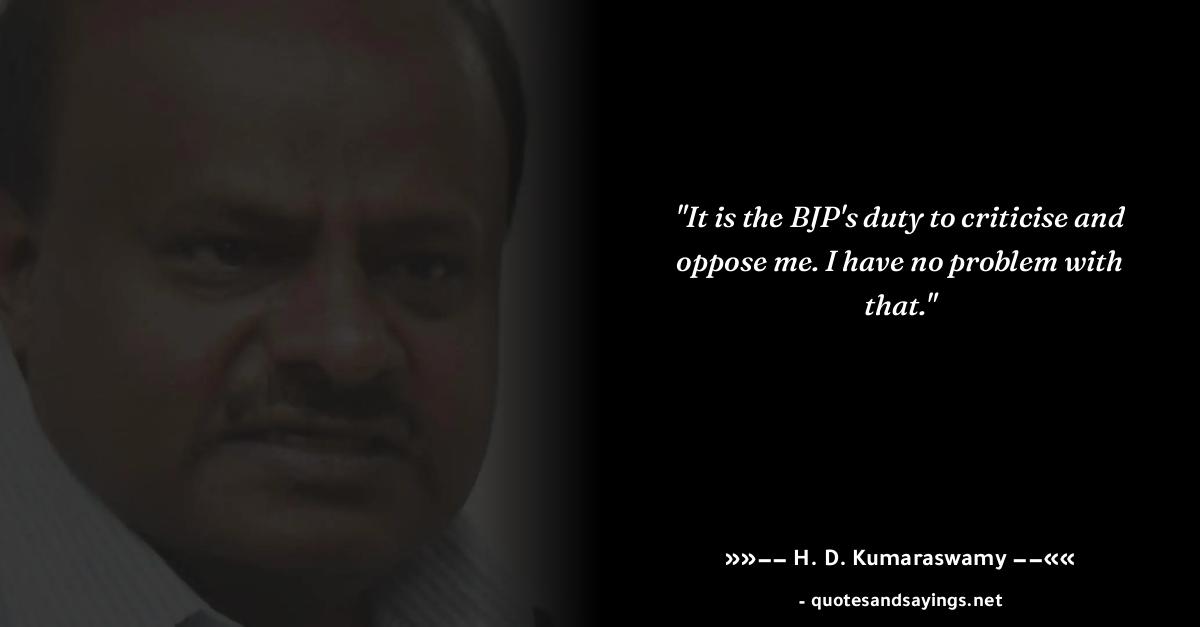 "It is the BJP's duty to criticise and
oppose me. I have no problem with
that."
»»−− H. D. Kumaraswamy −−««
- quotesandsayings.net